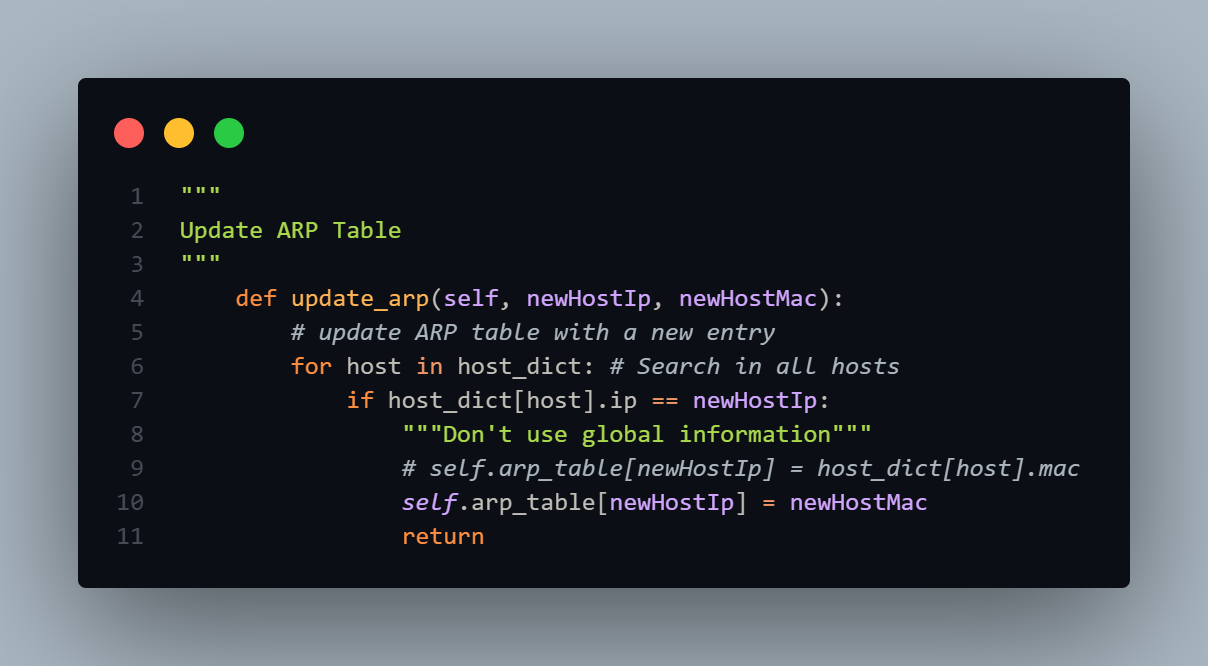 1 """
2 Update ARP Table
3 """
4     def update_arp(self, newHostIp, newHostMac):
5         # update ARP table with a new entry
6         for host in host_dict: # Search in all hosts
7             if host_dict[host].ip == newHostIp:
8                 """Don't use global information"""
9                 # self.arp_table[newHostIp] = host_dict[host].mac
10                 self.arp_table[newHostIp] = newHostMac
11                 return